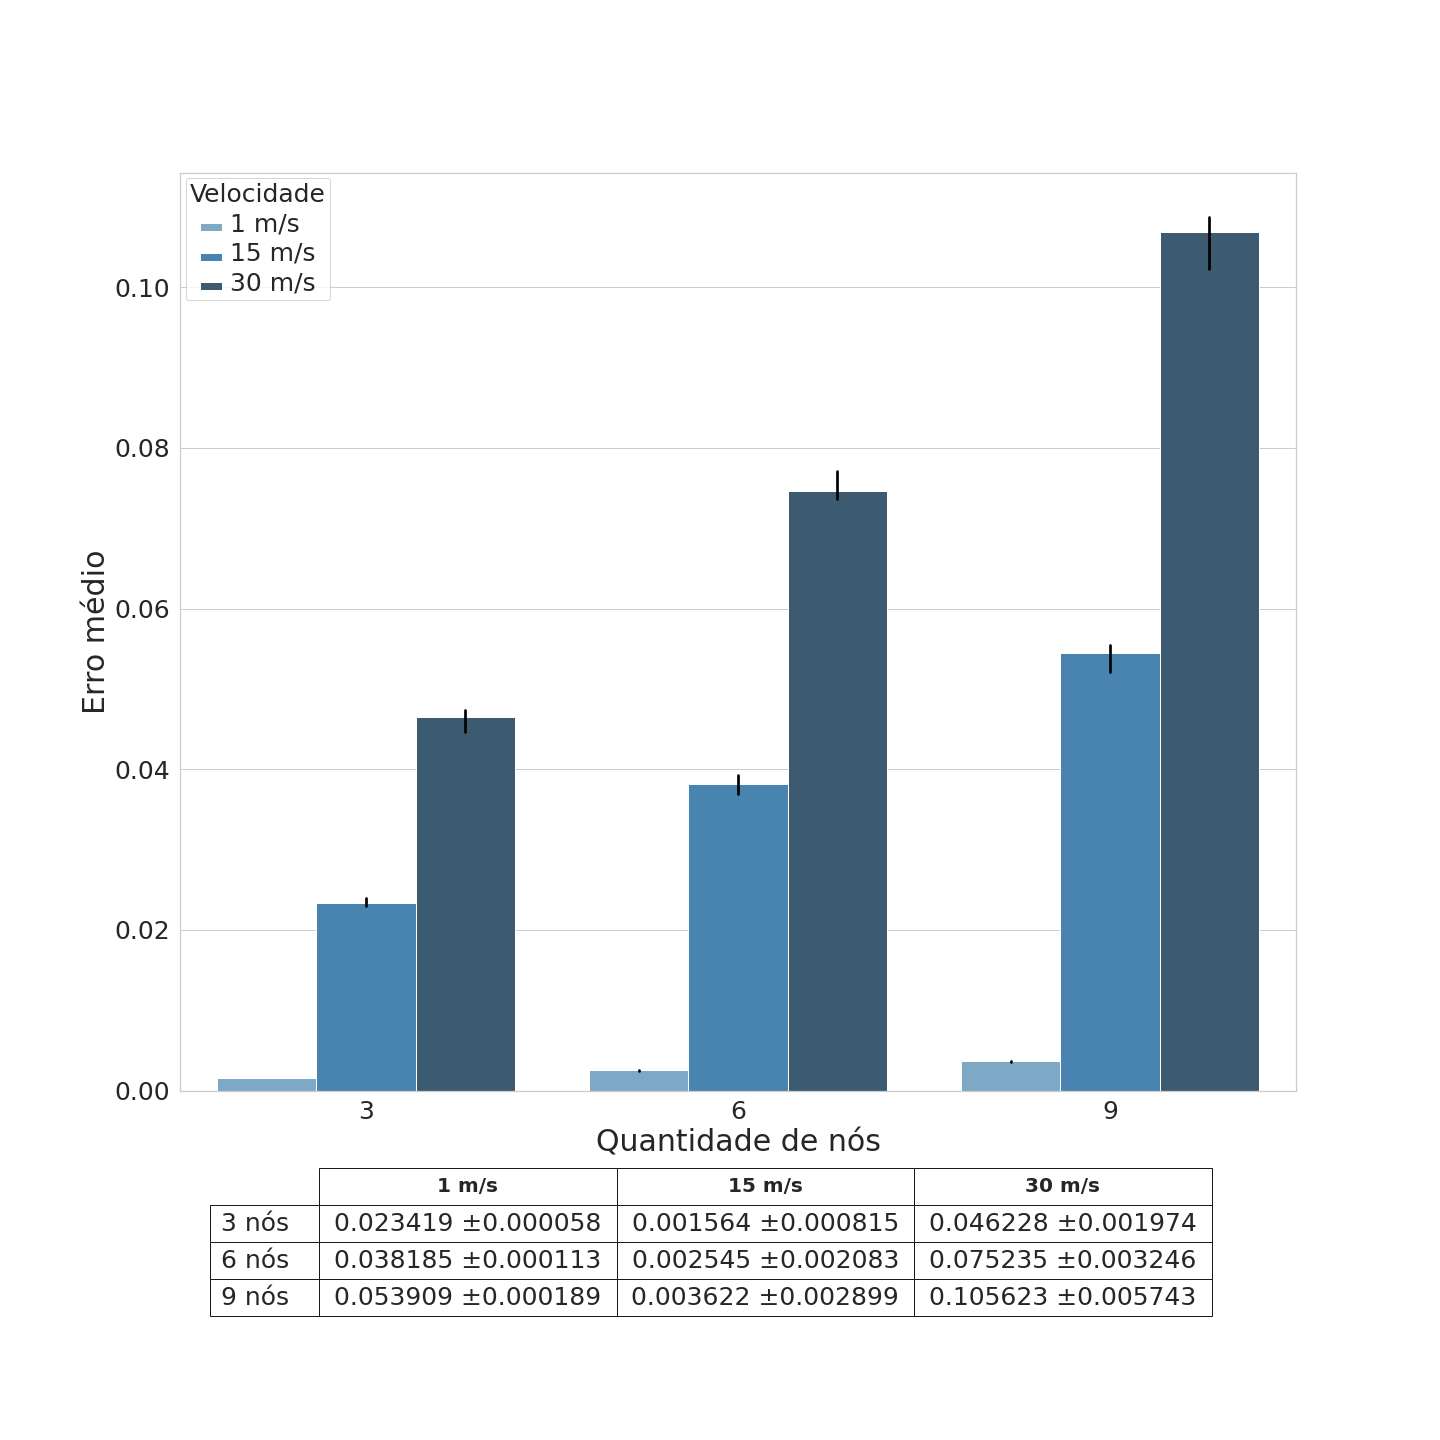 Velocidade
1 m/s
15 m/s
30 m/s
0.10
0.08
0.06
0.04
0.02
0.00
Erro médio
3 6 9
Quantidade de nós
1 m/s 15 m/s 30 m/s
3 nós 0.023419 ±0.000058 0.001564 ±0.000815 0.046228 ±0.001974
6 nós 0.038185 ±0.000113 0.002545 ±0.002083 0.075235 ±0.003246
9 nós 0.053909 ±0.000189 0.003622 ±0.002899 0.105623 ±0.005743